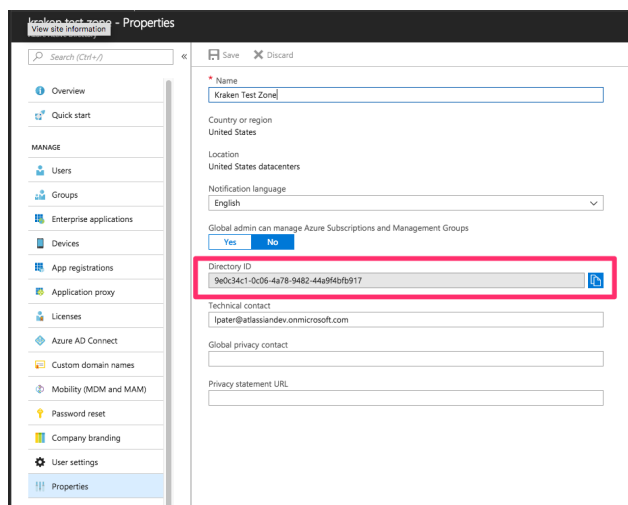 kraken test zone - Properties
View site information
Search (Ctrl+/)
«
Save
Discard
Overview
Quick start
MANAGE
Users
Groups
Enterprise applications
Devices
App registrations
Application proxy
Licenses
Azure AD Connect
Custom domain names
Mobility (MDM and MAM)
Password reset
Company branding
User settings
Properties
* Name
Kraken Test Zone
Country or region
United States
Location
United States datacenters
Notification language
English
Global admin can manage Azure Subscriptions and Management Groups
Yes No
Directory ID
9e0c34c1-0c06-4a78-9482-44a9f4bfb917
Technical contact
lpater@atlassiandev.onmicrosoft.com
Global privacy contact
Privacy statement URL